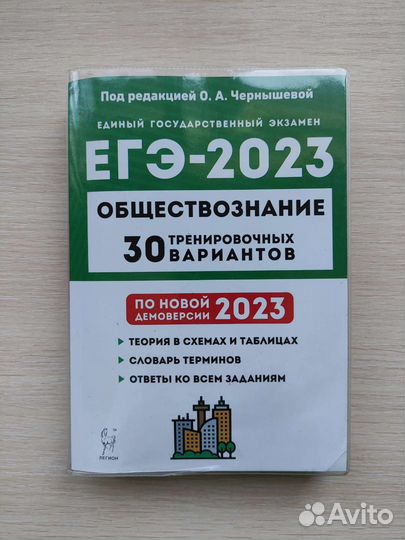 Под редакцией О. А. Чернышевой
ЕДИНЫЙ ГОСУДАРСТВЕННЫЙ ЭКЗАМЕН
ЕГЭ-2023
ОБЩЕСТВОЗНАНИЕ
30 ТРЕНИРОВОЧНЫХ
ВАРИАНТОВ
ПО НОВОЙ
ДЕМОВЕРСИИ 2023
ТЕОРИЯ В СХЕМАХ И ТАБЛИЦАХ
СЛОВАРЬ ТЕРМИНОВ
ОТВЕТЫ КО ВСЕМ ЗАДАНИЯМ
ЛЕГИОН
Avito